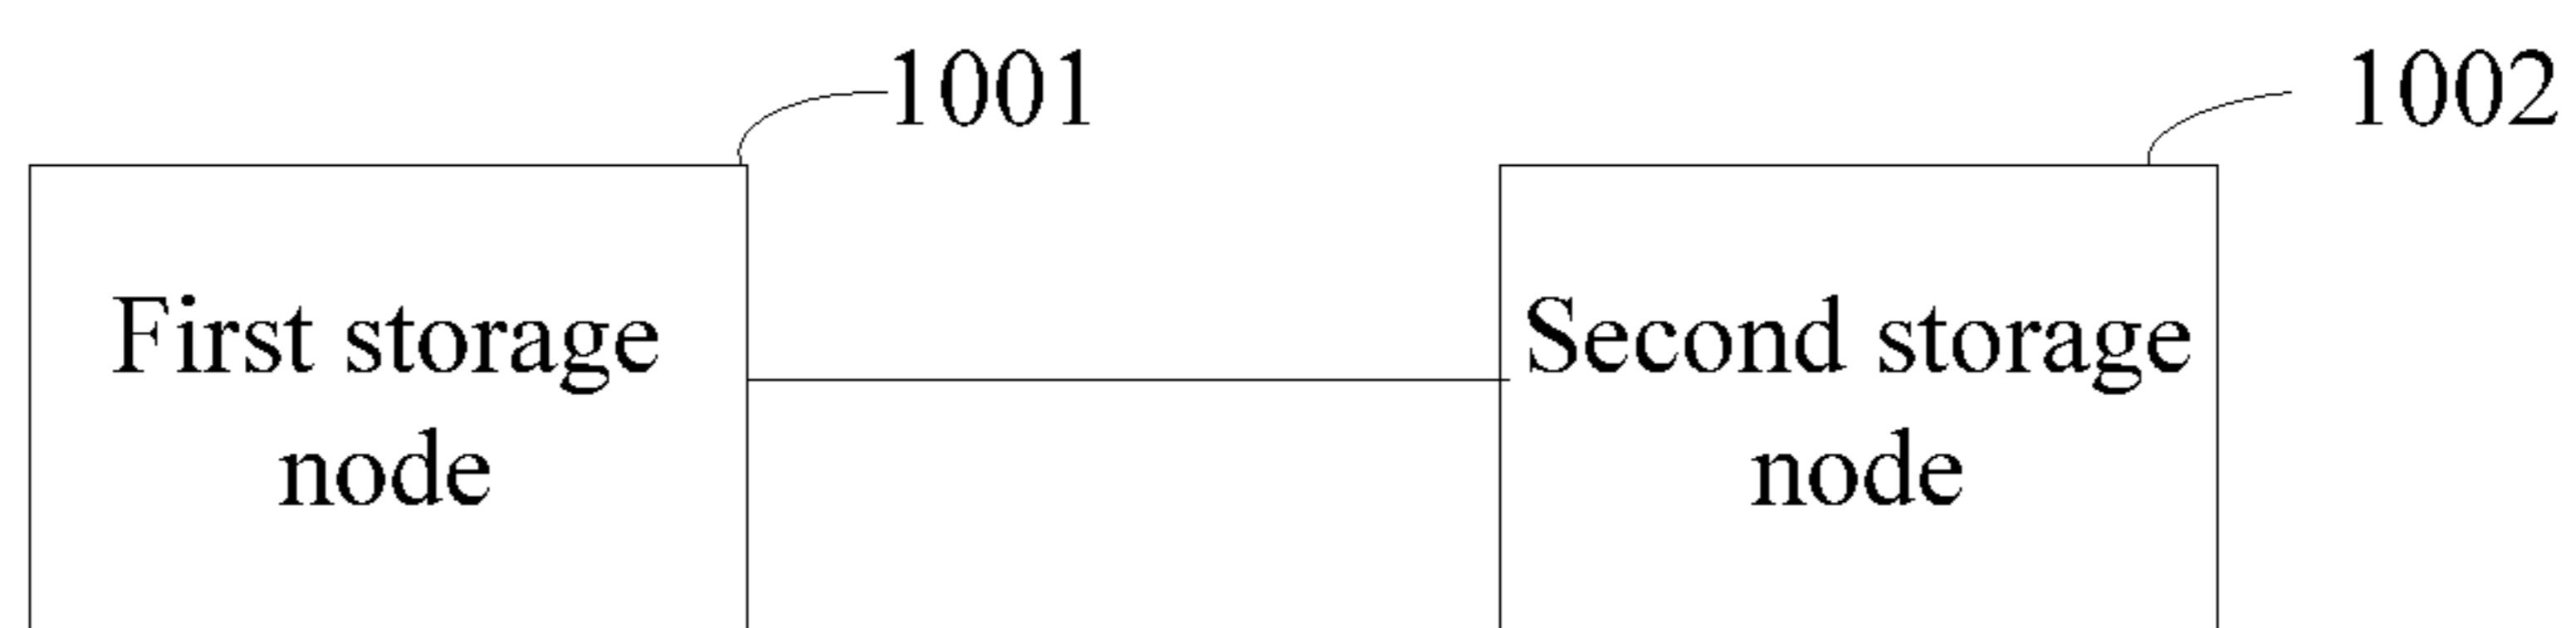 1001
1002
First storage
node
Second storage
node